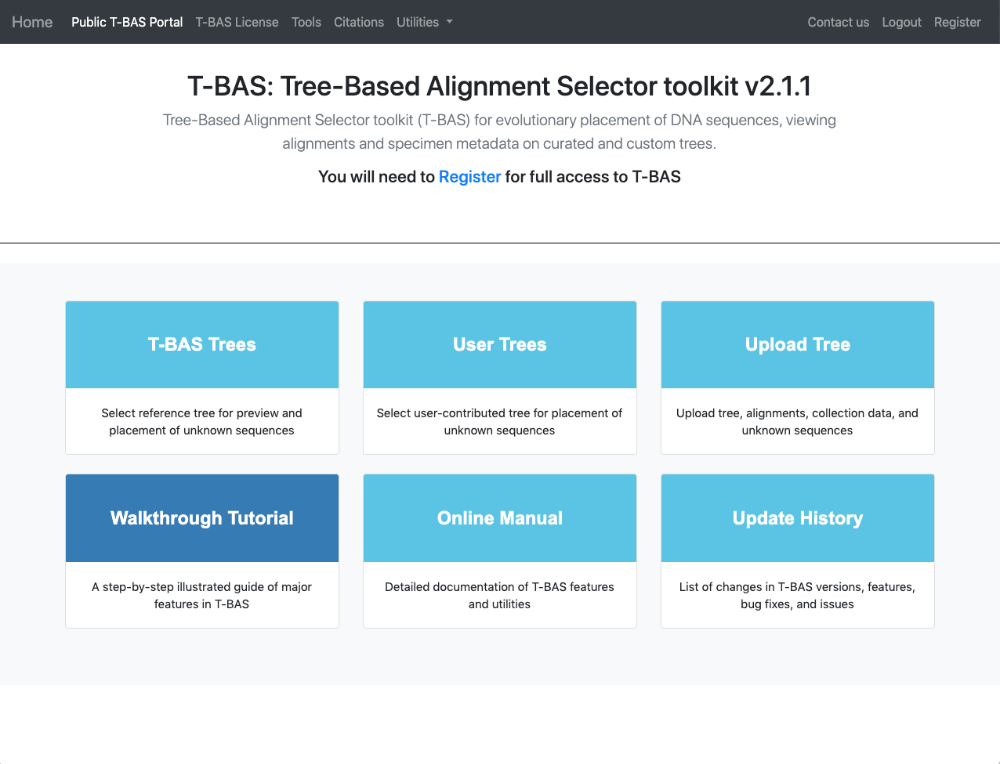 Home Public T-BAS Portal T-BAS License Tools Citations Utilities Contact us Logout Register
T-BAS: Tree-Based Alignment Selector toolkit v2.1.1
Tree-Based Alignment Selector toolkit (T-BAS) for evolutionary placement of DNA sequences, viewing
alignments and specimen metadata on curated and custom trees.
You will need to Register for full access to T-BAS
T-BAS Trees
Select reference tree for preview and
placement of unknown sequences
User Trees
Select user-contributed tree for placement of
unknown sequences
Upload Tree
Upload tree, alignments, collection data, and
unknown sequences
Walkthrough Tutorial
A step-by-step illustrated guide of major
features in T-BAS
Online Manual
Detailed documentation of T-BAS features
and utilities
Update History
List of changes in T-BAS versions, features,
bug fixes, and issues